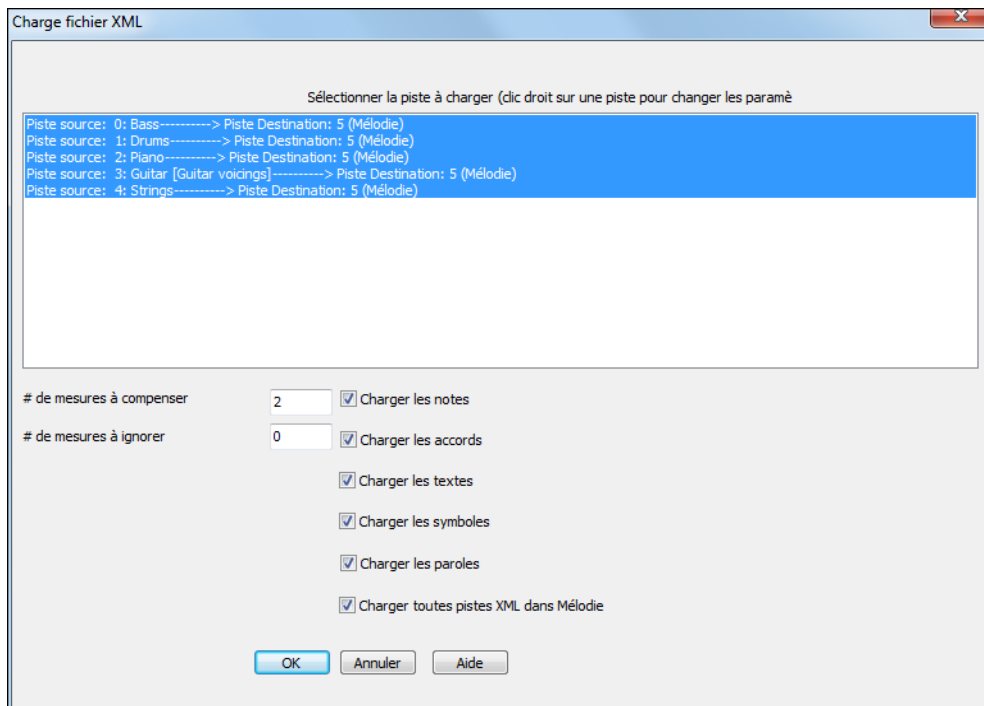 Charge fichier XML
Sélectionner la piste à charger (clic droit sur une piste pour changer les paramè
Piste source:  0: Bass----------> Piste Destination: 5 (Mélodie)
Piste source:  1: Drums----------> Piste Destination: 5 (Mélodie)
Piste source:  2: Piano----------> Piste Destination: 5 (Mélodie)
Piste source:  3: Guitar [Guitar voicings]----------> Piste Destination: 5 (Mélodie)
Piste source:  4: Strings----------> Piste Destination: 5 (Mélodie)
# de mesures à compenser 2 Charger les notes
# de mesures à ignorer 0 Charger les accords
Charger les textes
Charger les symboles
Charger les paroles
Charger toutes pistes XML dans Mélodie
OK Annuler Aide